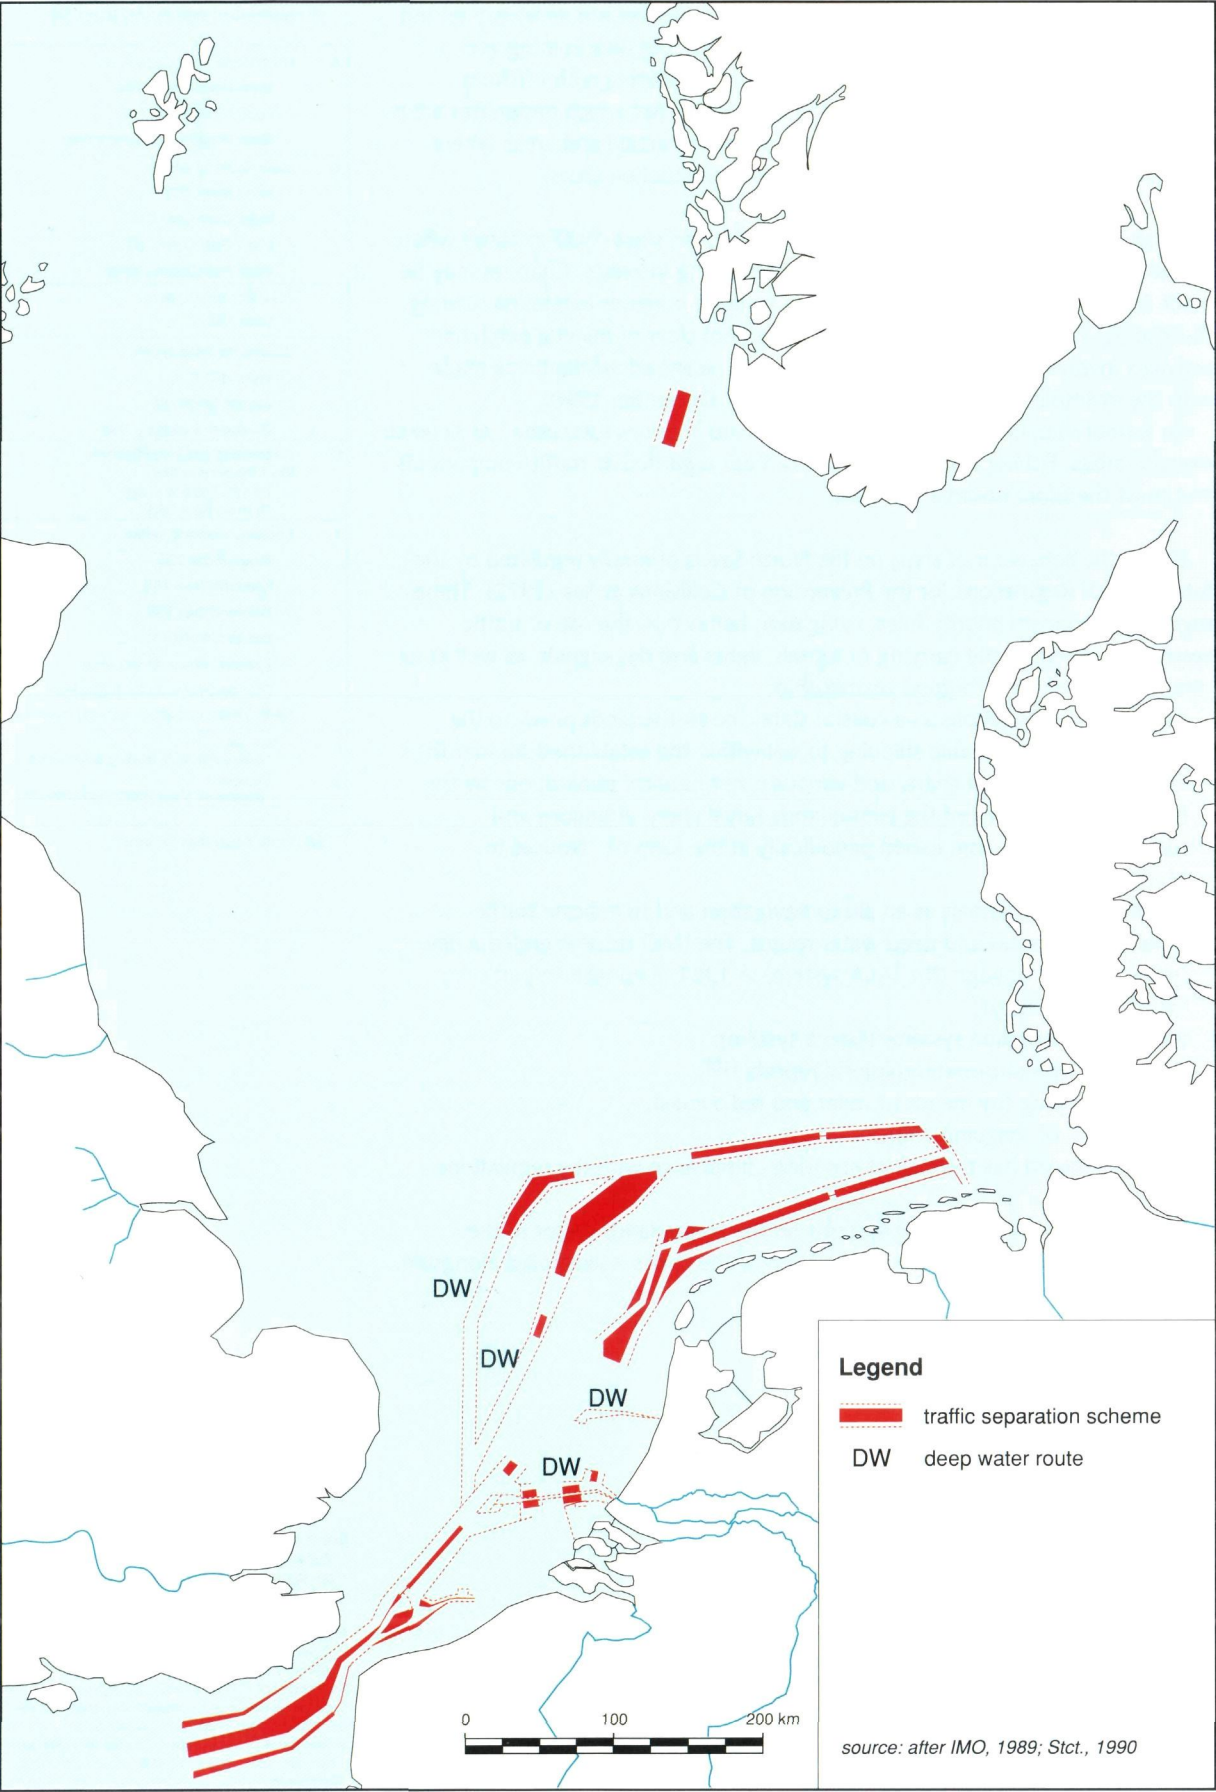 DW
DW
DW
DW
Legend
traffic separation scheme
DW deep water route
0 100 200 km
source: after IMO, 1989; Stct., 1990